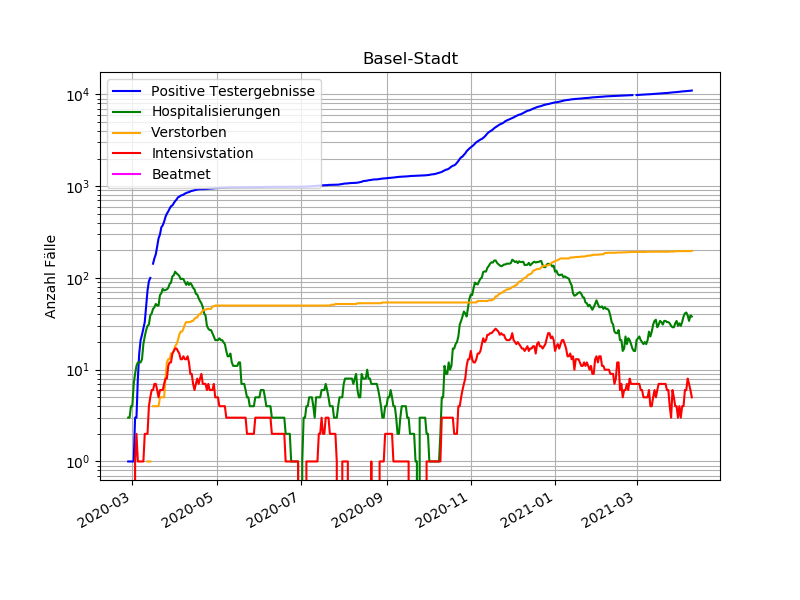 Basel-Stadt
Positive Testergebnisse
Hospitalisierungen
Verstorben
Intensivstation
Beatmet
Anzahl Fälle
10⁴
10³
10²
10¹
10⁰
2020-03
2020-05
2020-07
2020-09
2020-11
2021-01
2021-03